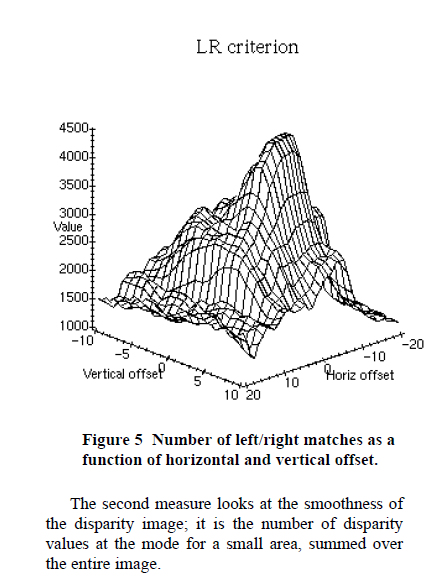 LR criterion
4500
4000
3500
3000
Value
2500
2000
1500
1000
-10
-5
0
5
10
Vertical offset
20
10
0
-10
-20
Horiz offset
Figure 5 Number of left/right matches as a
function of horizontal and vertical offset.
The second measure looks at the smoothness of
the disparity image; it is the number of disparity
values at the mode for a small area, summed over
the entire image.